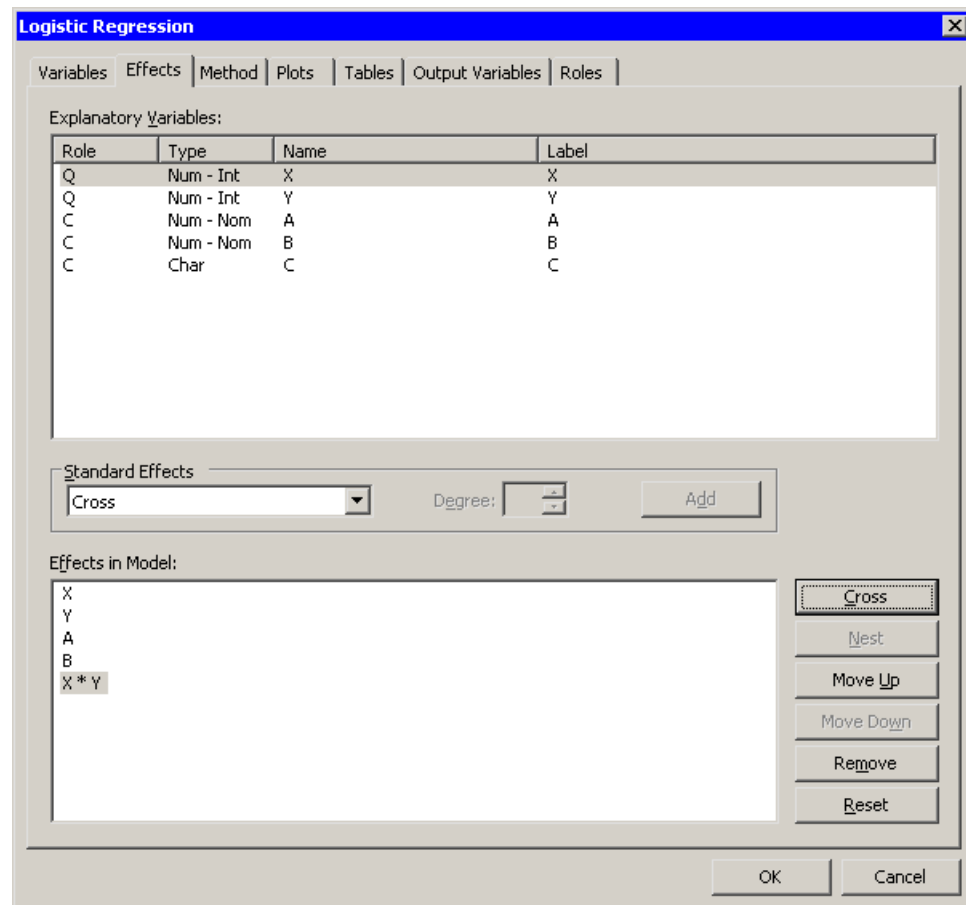 Logistic Regression
Variables Effects Method Plots Tables Output Variables Roles
Explanatory Variables:
Role Type Name Label
Q Num - Int X X
Q Num - Int Y Y
C Num - Nom A A
C Num - Nom B B
C Char C C
Standard Effects
Cross Degree: Add
Effects in Model:
X
Y
A
B
X * Y
Cross
Nest
Move Up
Move Down
Remove
Reset
OK Cancel